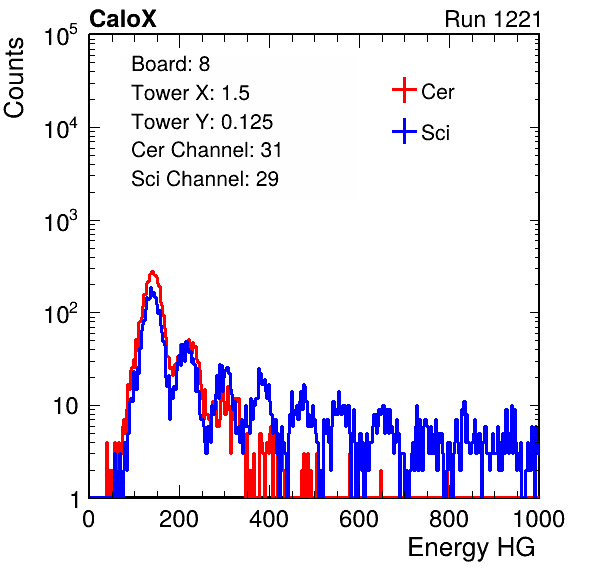 CaloX Run 1221
Counts
Board: 8
Tower X: 1.5
Tower Y: 0.125
Cer Channel: 31
Sci Channel: 29
Cer
Sci
10^5
10^4
10^3
10^2
10
1
0 200 400 600 800 1000
Energy HG